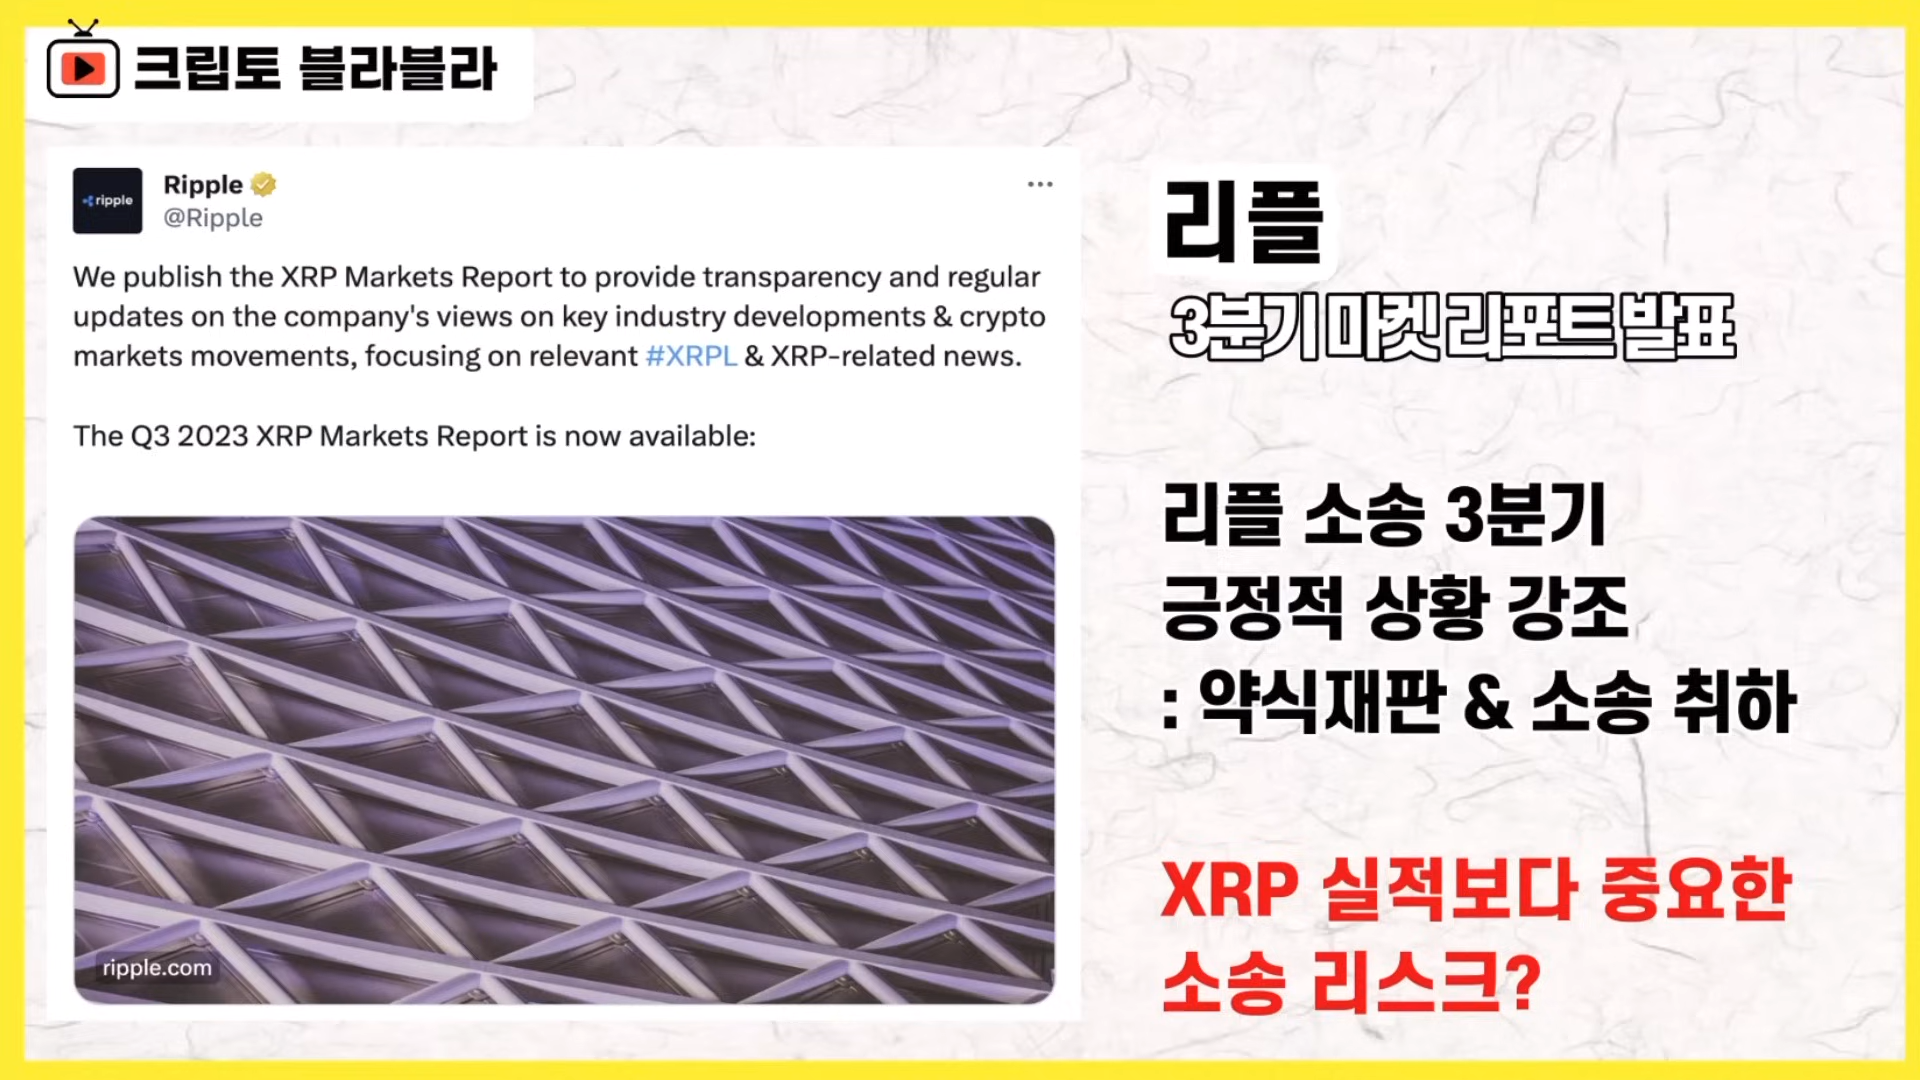 크립토 블라블라
ripple
Ripple
@Ripple
We publish the XRP Markets Report to provide transparency and regular
updates on the company's views on key industry developments & crypto
markets movements, focusing on relevant #XRPL & XRP-related news.
The Q3 2023 XRP Markets Report is now available:
ripple.com
리플
3분기 마켓 리포트 발표
리플 소송 3분기
긍정적 상황 강조
: 약식재판 & 소송 취하
XRP 실적보다 중요한
소송 리스크?